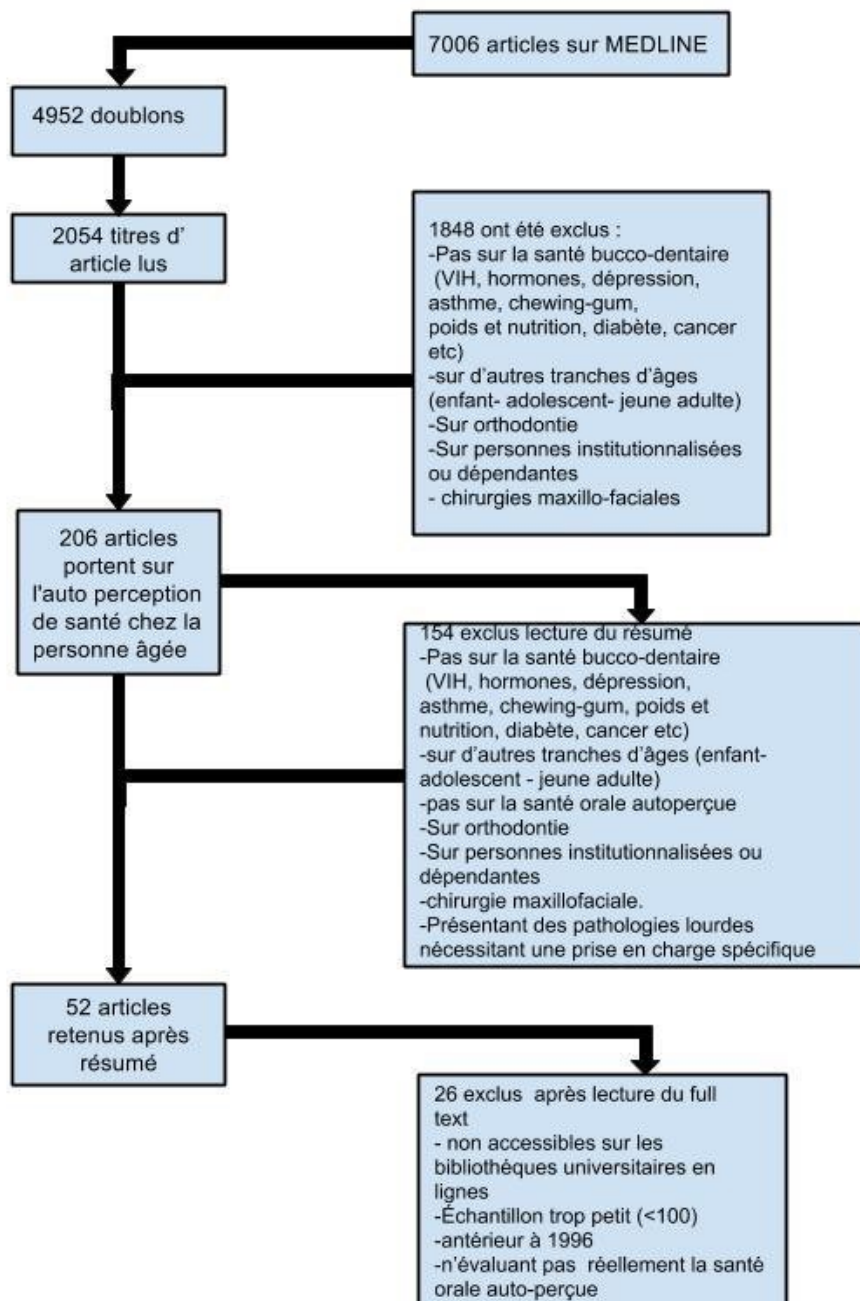 7006 articles sur MEDLINE
4952 doublons
2054 titres d’
article lus
1848 ont été exclus :
-Pas sur la santé bucco-dentaire
(VIH, hormones, dépression,
asthme, chewing-gum,
poids et nutrition, diabète, cancer
etc)
-sur d’autres tranches d’âges
(enfant- adolescent- jeune adulte)
-Sur orthodontie
-Sur personnes institutionnalisées
ou dépendantes
- chirurgies maxillo-faciales
206 articles
portent sur
l'auto perception
de santé chez la
personne âgée
154 exclus lecture du résumé
-Pas sur la santé bucco-dentaire
(VIH, hormones, dépression,
asthme, chewing-gum, poids et
nutrition, diabète, cancer etc)
-sur d’autres tranches d’âges (enfant-
adolescent - jeune adulte)
-pas sur la santé orale autoperçue
-Sur orthodontie
-Sur personnes institutionnalisées ou
dépendantes
-chirurgie maxillofaciale.
-Présentant des pathologies lourdes
nécessitant une prise en charge spécifique
52 articles
retenus après
résumé
26 exclus  après lecture du full
text
- non accessibles sur les
bibliothéques universitaires en
lignes
-Échantillon trop petit (<100)
-antérieur à 1996
-n’évaluant pas  réellement la santé
orale auto-perçue